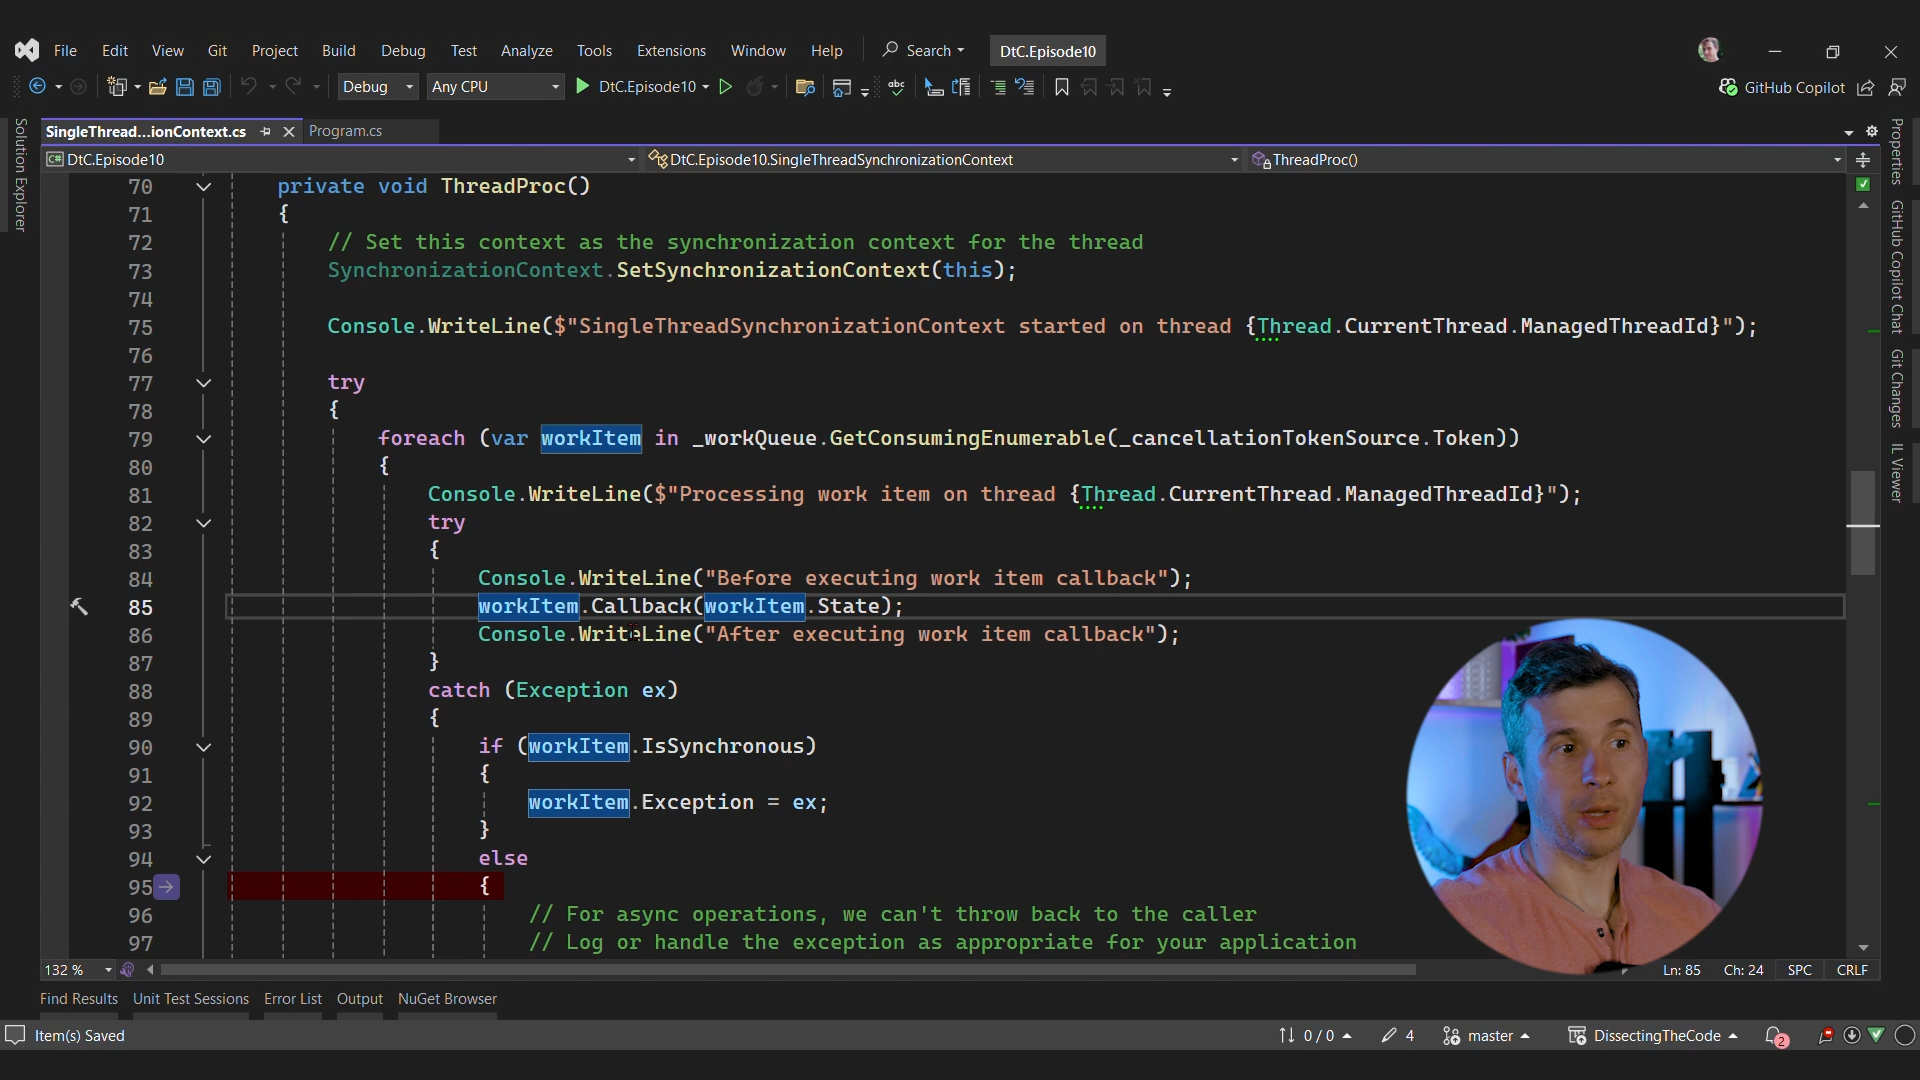 File Edit View Git Project Build Debug Test Analyze Tools Extensions Window Help Search DtC.Episode10
Debug Any CPU DtC.Episode10 abc GitHub Copilot
SingleThread...ionContext.cs Program.cs
C# DtC.Episode10 DtC.Episode10.SingleThreadSynchronizationContext ThreadProc()
Solution Explorer
70 private void ThreadProc()
71 {
72 // Set this context as the synchronization context for the thread
73 SynchronizationContext.SetSynchronizationContext(this);
74
75 Console.WriteLine($"SingleThreadSynchronizationContext started on thread {Thread.CurrentThread.ManagedThreadId}");
76
77 try
78 {
79 foreach (var workItem in _workQueue.GetConsumingEnumerable(_cancellationTokenSource.Token))
80 {
81 Console.WriteLine($"Processing work item on thread {Thread.CurrentThread.ManagedThreadId}");
82 try
83 {
84 Console.WriteLine("Before executing work item callback");
85 workItem.Callback(workItem.State);
86 Console.WriteLine("After executing work item callback");
87 }
88 catch (Exception ex)
89 {
90 if (workItem.IsSynchronous)
91 {
92 workItem.Exception = ex;
93 }
94 else
95 {
96 // For async operations, we can't throw back to the caller
97 // Log or handle the exception as appropriate for your application
Properties
GitHub Copilot Chat
Git Changes
IL Viewer
132 % Ln: 85 Ch: 24 SPC CRLF
Find Results Unit Test Sessions Error List Output NuGet Browser
Item(s) Saved 0 / 0 4 master DissectingTheCode 2